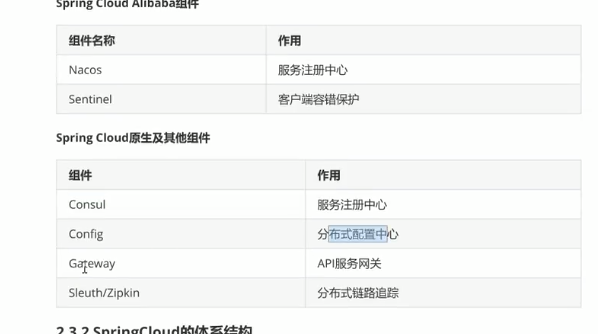 Spring Cloud Alibaba组件
组件名称 作用
Nacos 服务注册中心
Sentinel 客户端容错保护
Spring Cloud原生及其他组件
组件 作用
Consul 服务注册中心
Config 分布式配置中心
Gateway API服务网关
Sleuth/Zipkin 分布式链路追踪
2.3.2 SpringCloud的体系结构